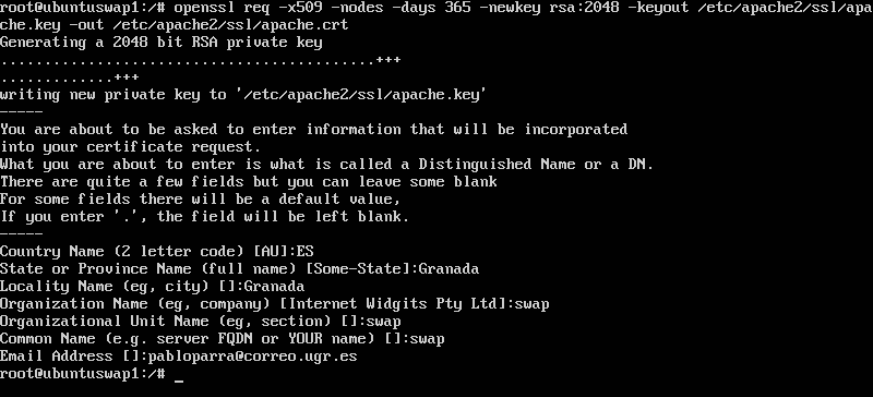 root@ubuntuswap1:/# openssl req -x509 -nodes -days 365 -newkey rsa:2048 -keyout /etc/apache2/ssl/apa
che.key -out /etc/apache2/ssl/apache.crt
Generating a 2048 bit RSA private key
...........................................+++
.............+++
writing new private key to '/etc/apache2/ssl/apache.key'
-----
You are about to be asked to enter information that will be incorporated
into your certificate request.
What you are about to enter is what is called a Distinguished Name or a DN.
There are quite a few fields but you can leave some blank
For some fields there will be a default value,
If you enter '.', the field will be left blank.
-----
Country Name (2 letter code) [AU]:ES
State or Province Name (full name) [Some-State]:Granada
Locality Name (eg, city) []:Granada
Organization Name (eg, company) [Internet Widgits Pty Ltd]:swap
Organizational Unit Name (eg, section) []:swap
Common Name (e.g. server FQDN or YOUR name) []:swap
Email Address []:pabloparra@correo.ugr.es
root@ubuntuswap1:/# _